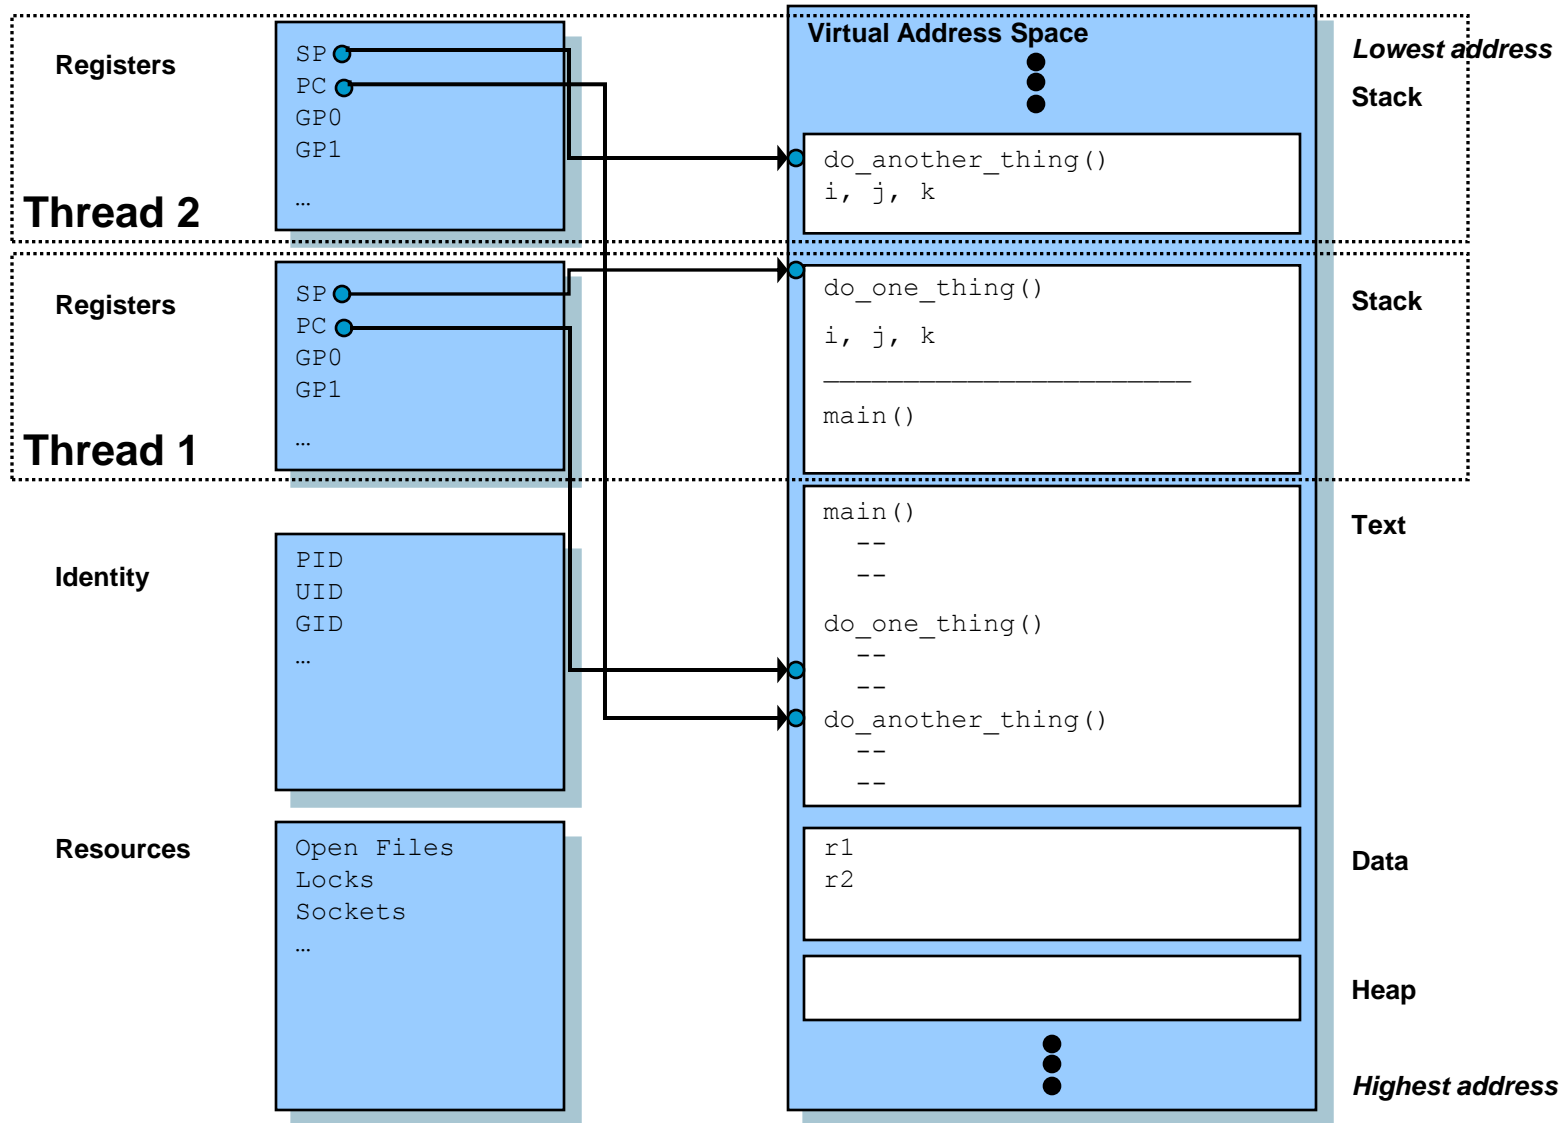 Virtual Address Space
Lowest address
Registers
SP
PC
GP0
GP1
…
Thread 2
do_another_thing()
i, j, k
Stack
Registers
SP
PC
GP0
GP1
…
Thread 1
do_one_thing()
i, j, k
main()
Stack
main()
--
--
do_one_thing()
--
--
do_another_thing()
--
--
Text
Identity
PID
UID
GID
…
Resources
Open Files
Locks
Sockets
…
r1
r2
Data
Heap
Highest address